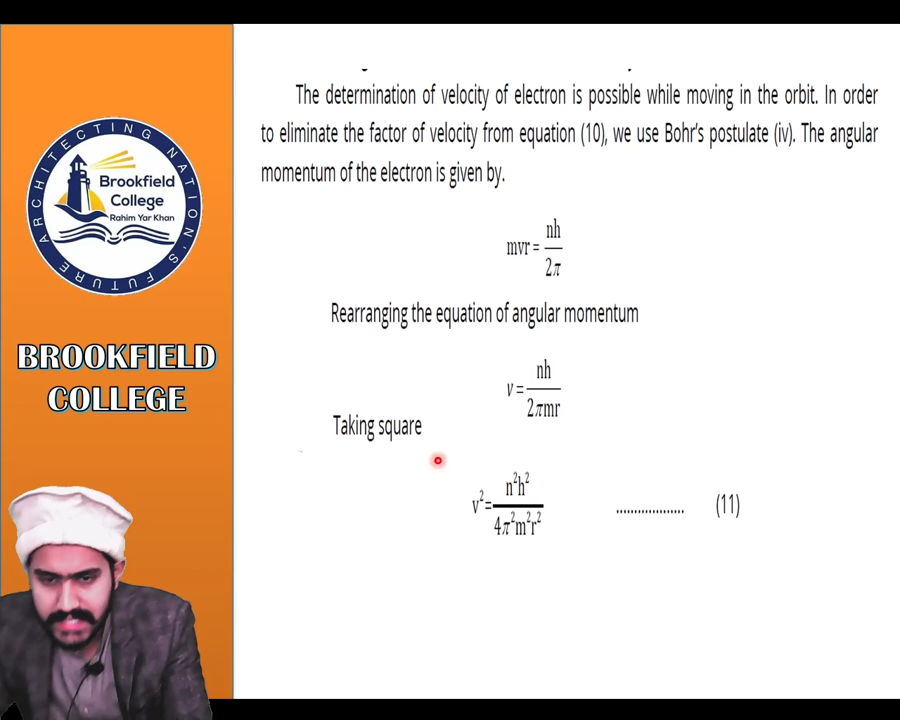 ARCHITECTING NATION'S FUTURE
Brookfield
College
Rahim Yar Khan
BROOKFIELD
COLLEGE
The determination of velocity of electron is possible while moving in the orbit. In order
to eliminate the factor of velocity from equation (10), we use Bohr's postulate (iv). The angular
momentum of the electron is given by.
mvr = nh/2π
Rearranging the equation of angular momentum
v = nh/2πmr
Taking square
v²= n²h²/4π²m²r² ................... (11)